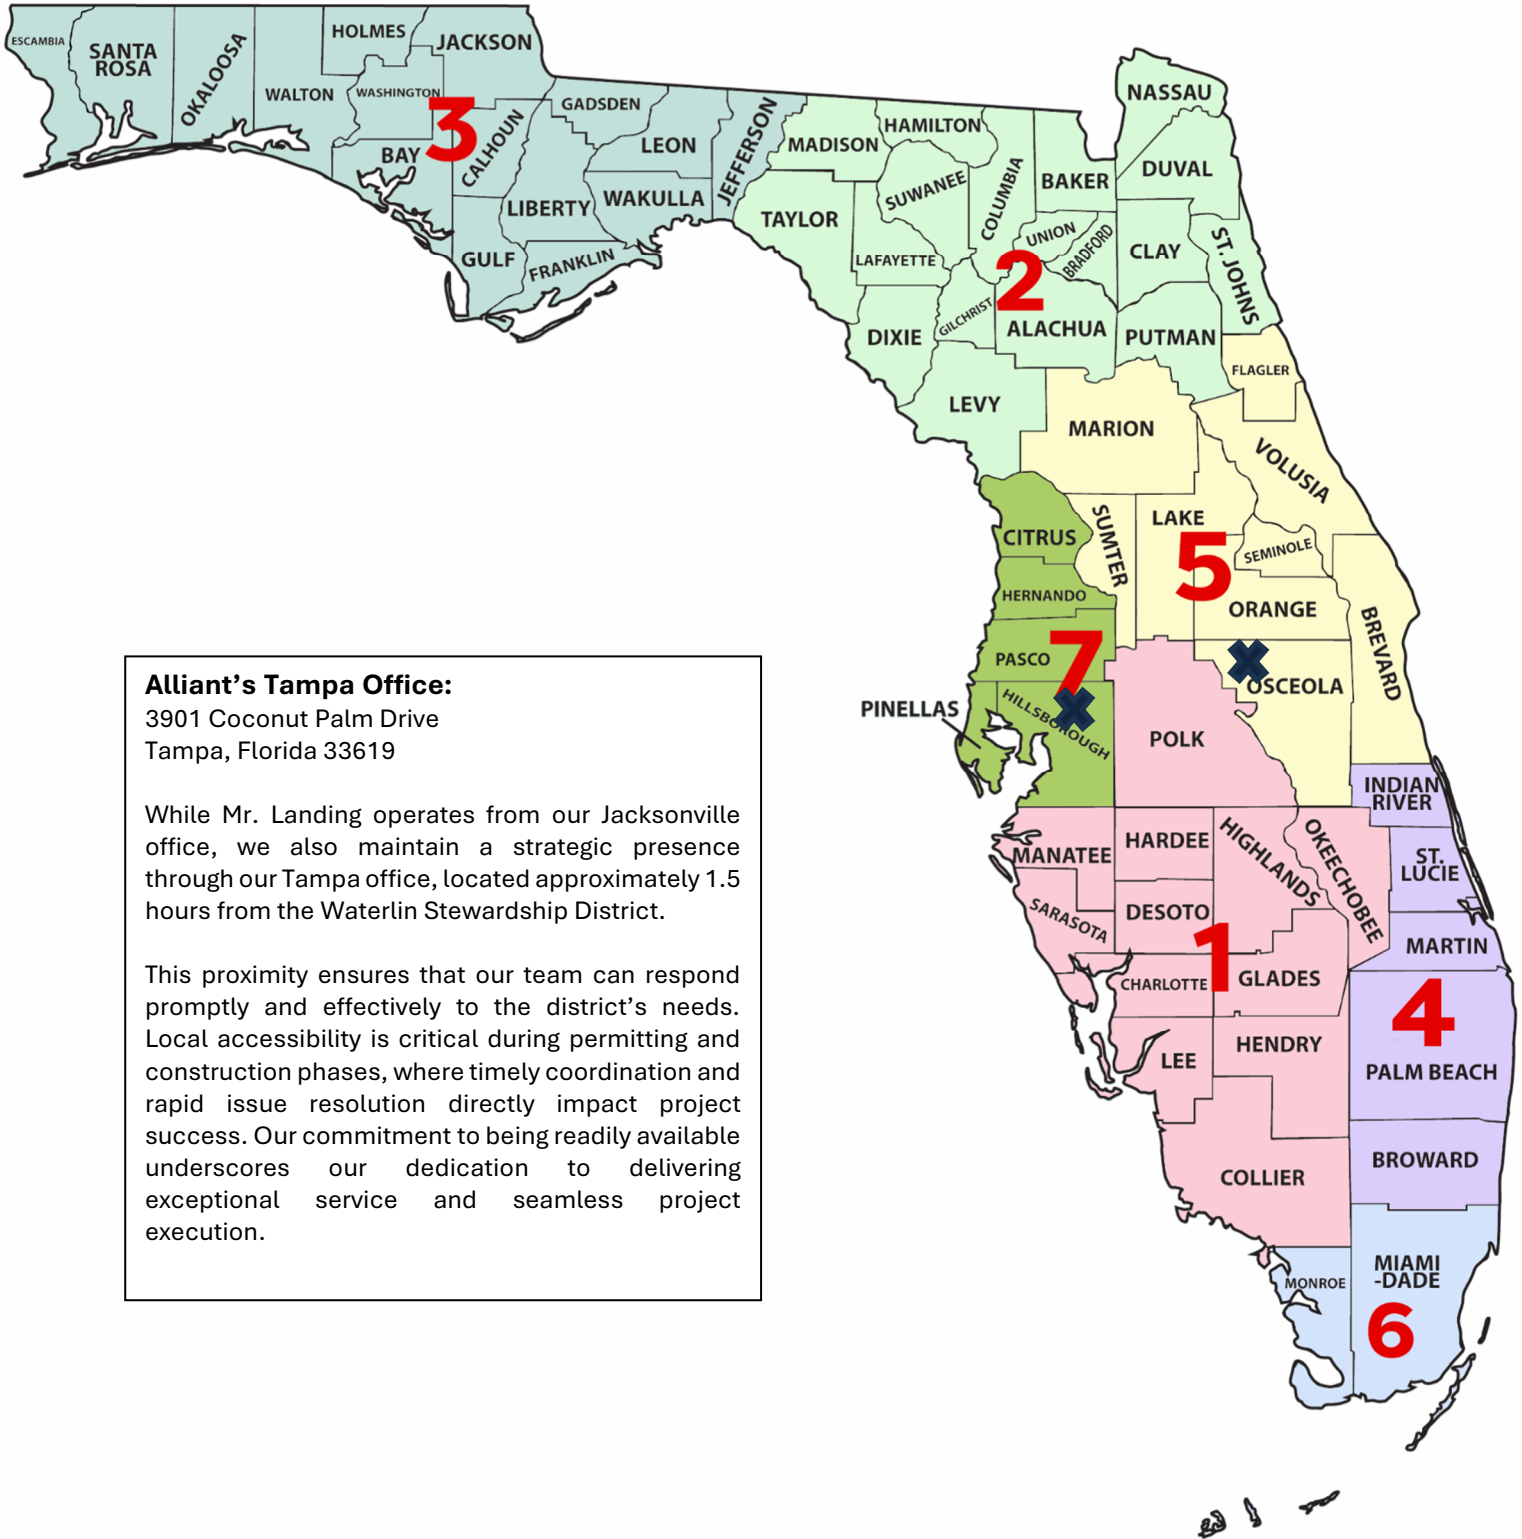 ESCAMBIA
SANTA
ROSA
OKALOOSA
WALTON
HOLMES
JACKSON
WASHINGTON
3
BAY
CALHOUN
GADSDEN
LEON
JEFFERSON
LIBERTY
WAKULLA
GULF
FRANKLIN
MADISON
HAMILTON
TAYLOR
SUWANEE
COLUMBIA
BAKER
NASSAU
DUVAL
LAFAYETTE
UNION
BRADFORD
CLAY
ST. JOHNS
2
DIXIE
GILCHRIST
ALACHUA
PUTMAN
FLAGLER
LEVY
MARION
VOLUSIA
CITRUS
SUMTER
LAKE
SEMINOLE
5
HERNANDO
ORANGE
BREVARD
PASCO
7
OSCEOLA
PINELLAS
HILLSBOROUGH
POLK
INDIAN
RIVER
MANATEE
HARDEE
HIGHLANDS
OKEECHOBEE
ST.
LUCIE
SARASOTA
DESOTO
MARTIN
1
CHARLOTTE
GLADES
4
LEE
HENDRY
PALM BEACH
COLLIER
BROWARD
MONROE
MIAMI
-DADE
6
Alliant’s Tampa Office:
3901 Coconut Palm Drive
Tampa, Florida 33619
While Mr. Landing operates from our Jacksonville
office, we also maintain a strategic presence
through our Tampa office, located approximately 1.5
hours from the Waterlin Stewardship District.
This proximity ensures that our team can respond
promptly and effectively to the district’s needs.
Local accessibility is critical during permitting and
construction phases, where timely coordination and
rapid issue resolution directly impact project
success. Our commitment to being readily available
underscores our dedication to delivering
exceptional service and seamless project
execution.